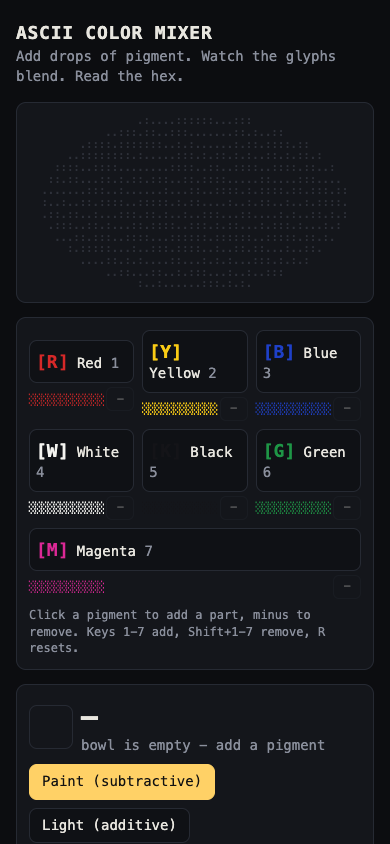 ASCII COLOR MIXER
Add drops of pigment. Watch the glyphs
blend. Read the hex.
[R] Red 1
[Y]
Yellow 2
[B] Blue
3
−
−
−
[W] White
4
[K] Black
5
[G] Green
6
−
−
−
[M] Magenta 7
−
Click a pigment to add a part, minus to
remove. Keys 1–7 add, Shift+1–7 remove, R
resets.
—
bowl is empty — add a pigment
Paint (subtractive)
Light (additive)